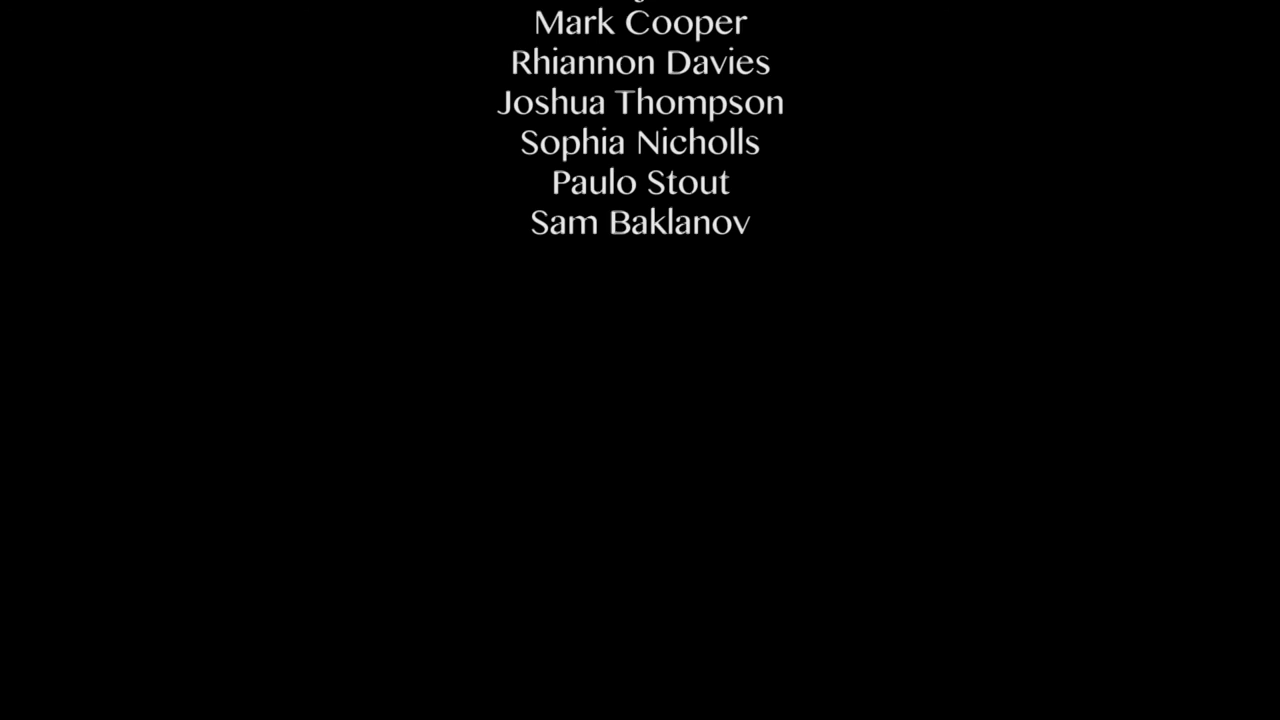 Mark Cooper
Rhiannon Davies
Joshua Thompson
Sophia Nicholls
Paulo Stout
Sam Baklanov